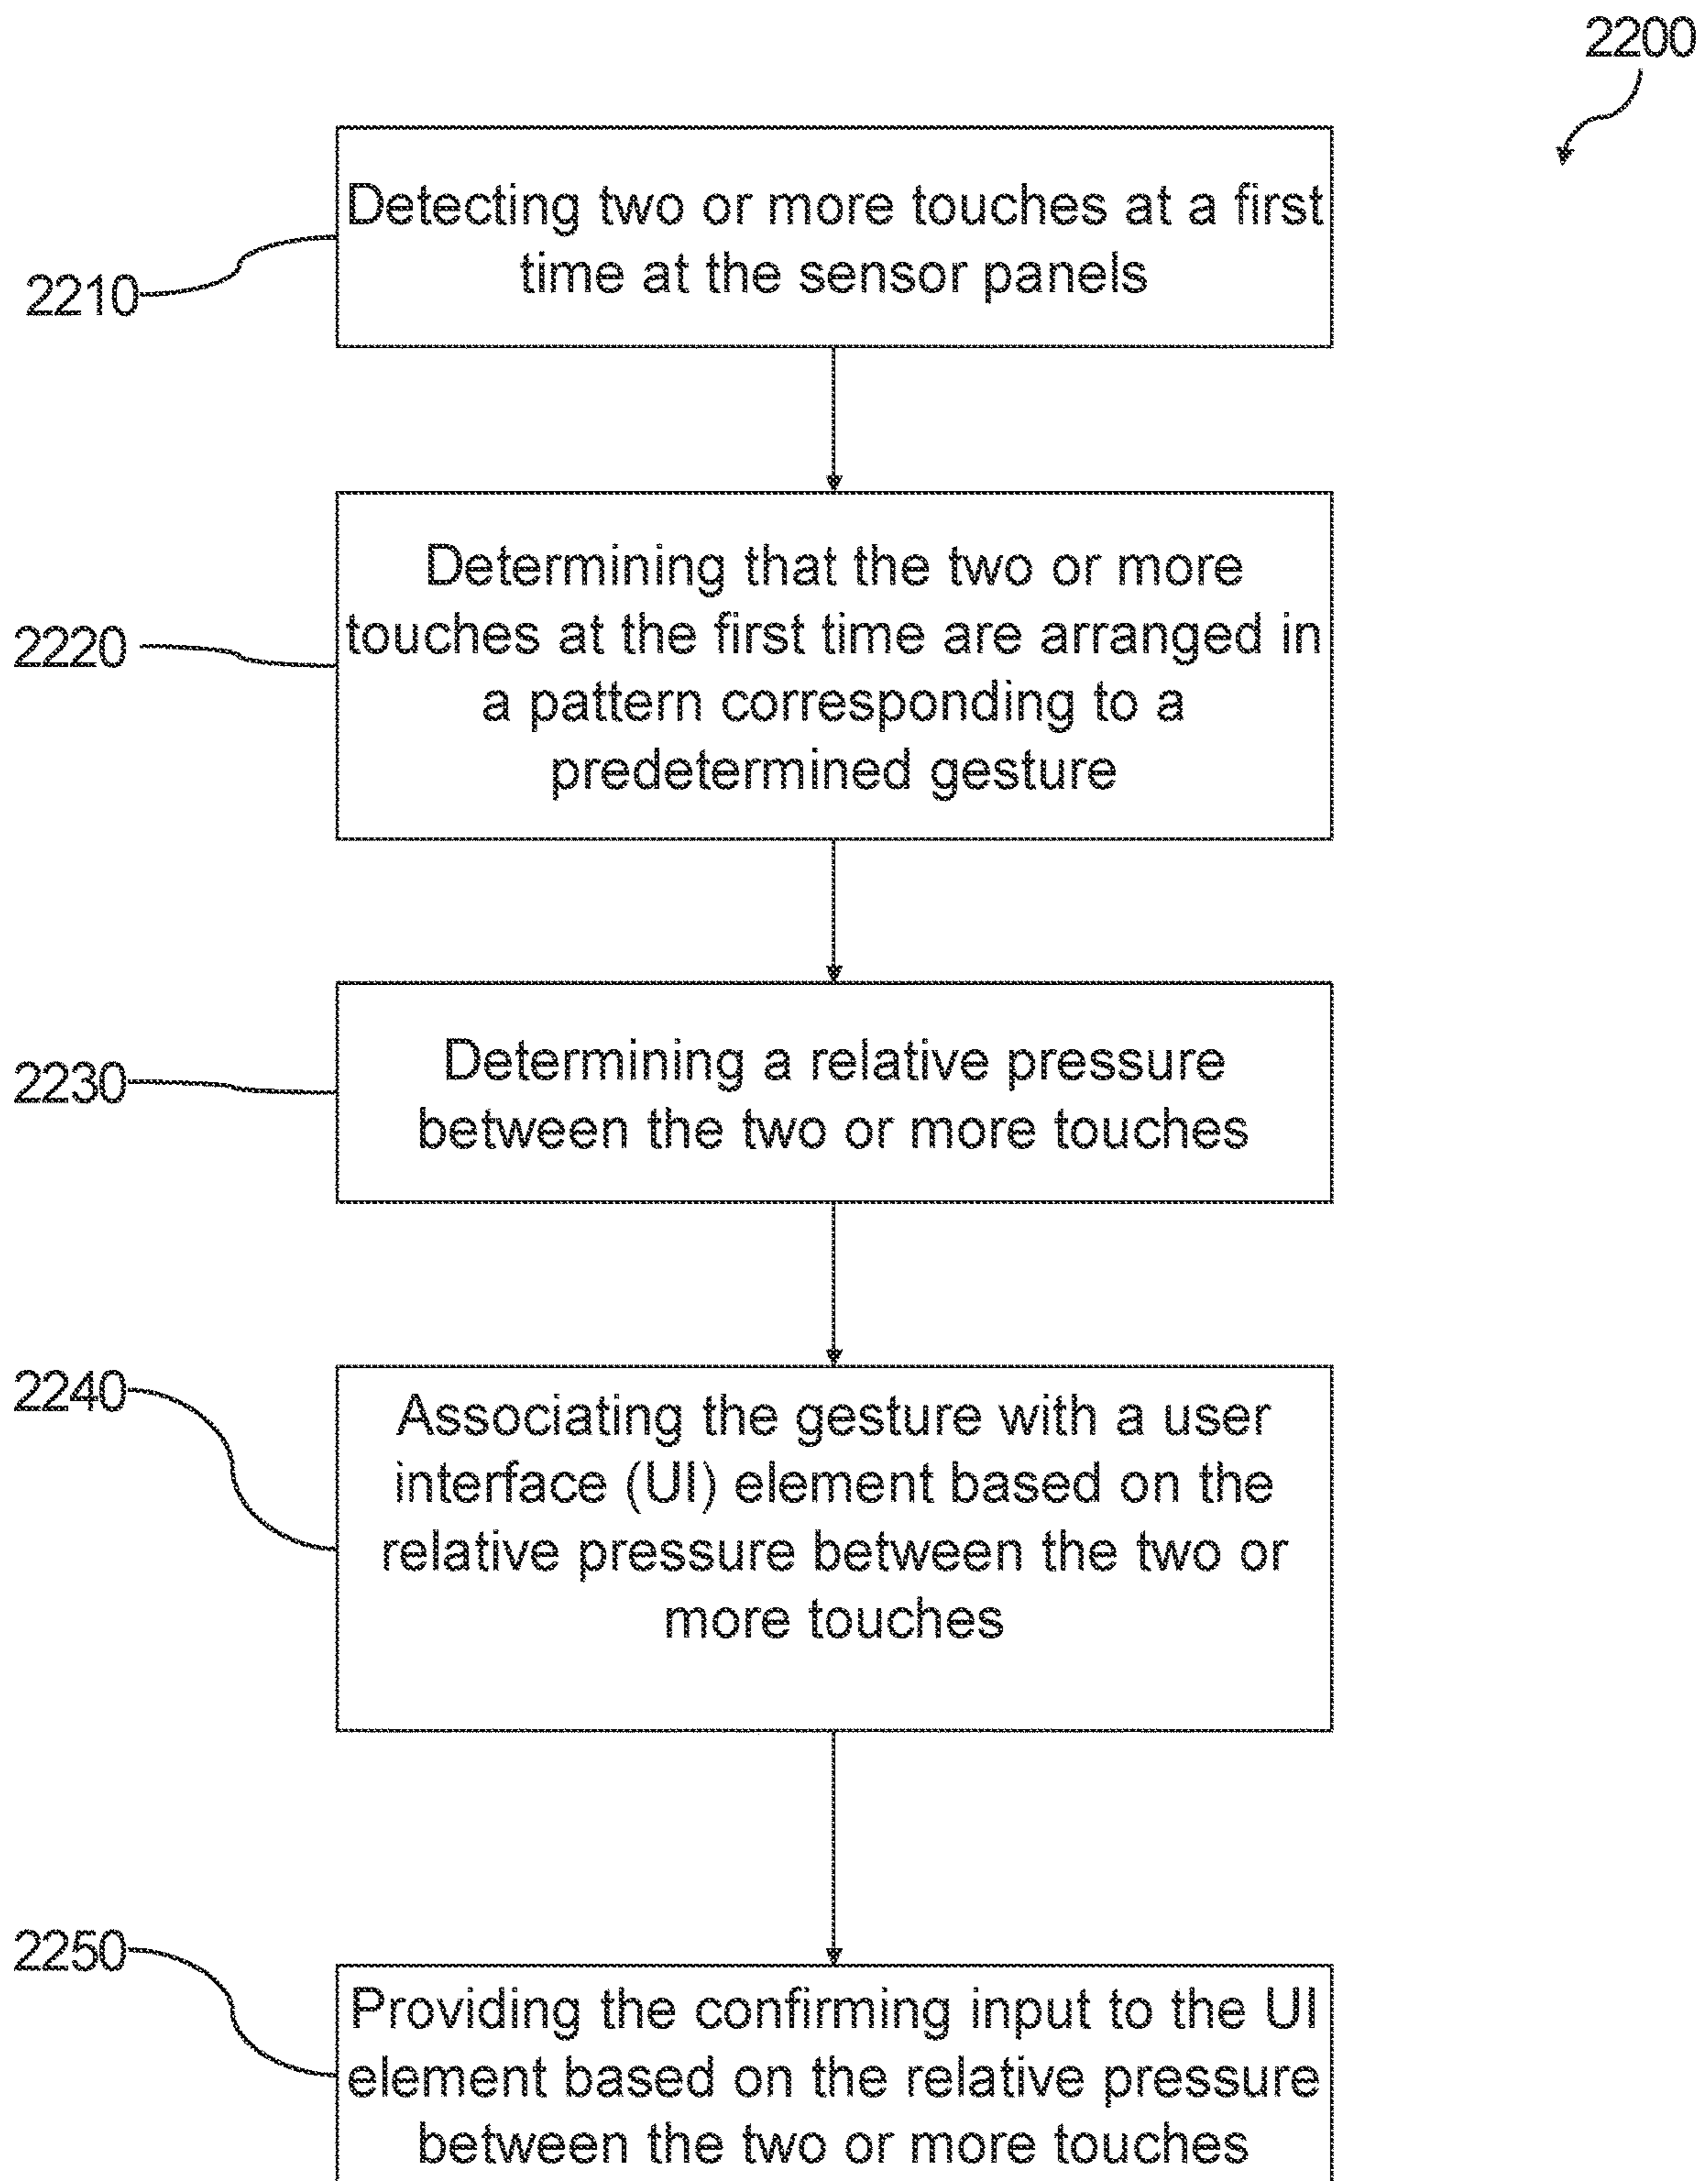 2200
Detecting two or more touches at a first
time at the sensor panels
2210
Determining that the two or more
touches at the first time are arranged in
a pattern corresponding to a
predetermined gesture
2220
Determining a relative pressure
between the two or more touches
2230
Associating the gesture with a user
interface (UI) element based on the
relative pressure between the two or
more touches
2240
Providing the confirming input to the UI
element based on the relative pressure
between the two or more touches
2250